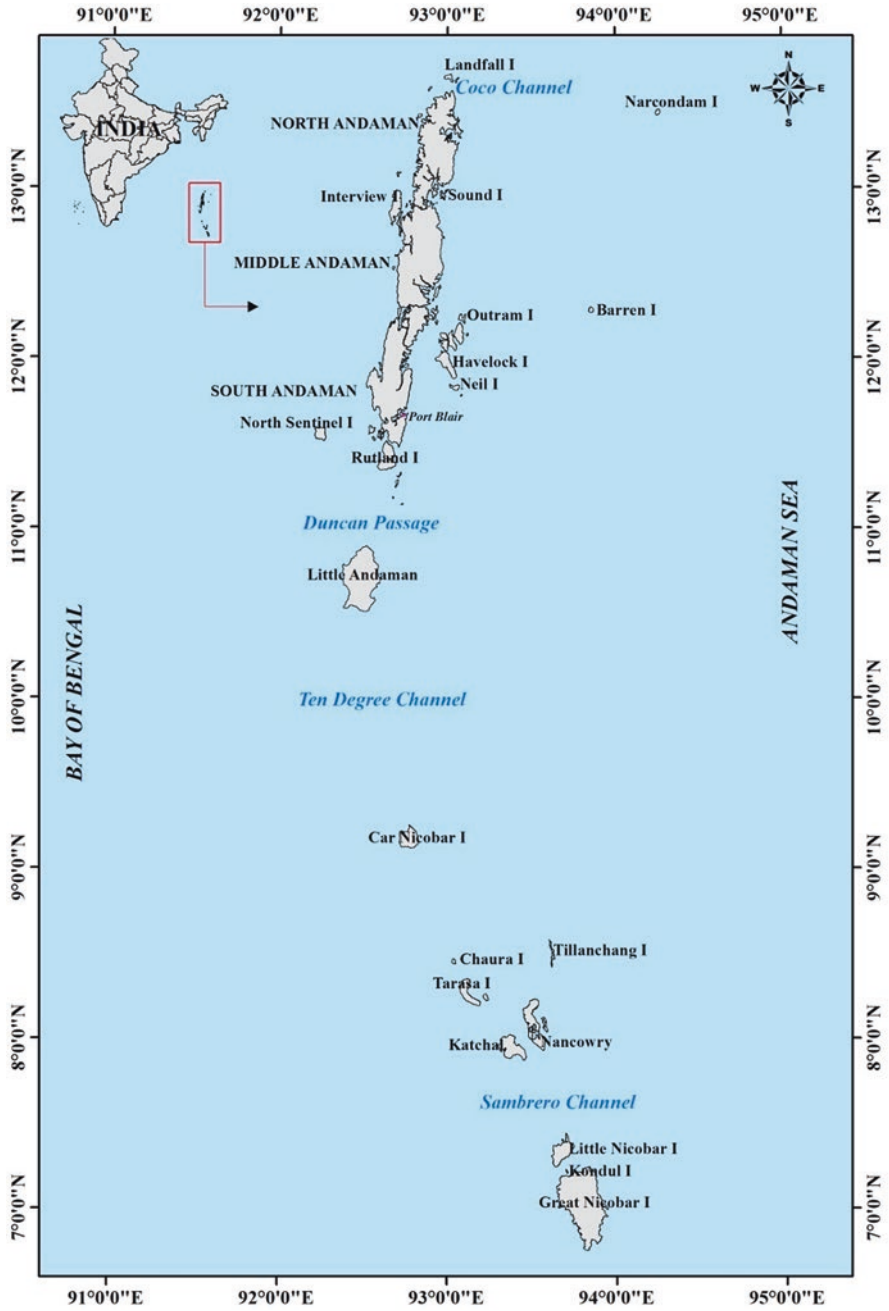 91°0'0"E
92°0'0"E
93°0'0"E
94°0'0"E
95°0'0"E
Landfall I
Coco Channel
N
W
E
S
Narcondam I
NORTH ANDAMAN
INDIA
13°0'0"N
13°0'0"N
Interview I
Sound I
MIDDLE ANDAMAN
Outram I
Barren I
12°0'0"N
12°0'0"N
Havelock I
Neil I
SOUTH ANDAMAN
Port Blair
North Sentinel I
Rutland I
Duncan Passage
11°0'0"N
11°0'0"N
Little Andaman
ANDAMAN SEA
BAY OF BENGAL
Ten Degree Channel
10°0'0"N
10°0'0"N
Car Nicobar I
9°0'0"N
9°0'0"N
Tillanchang I
Chaura I
Tarasa I
8°0'0"N
8°0'0"N
Katchal
Nancowry
Sambrero Channel
Little Nicobar I
Kondul I
Great Nicobar I
7°0'0"N
7°0'0"N
91°0'0"E
92°0'0"E
93°0'0"E
94°0'0"E
95°0'0"E